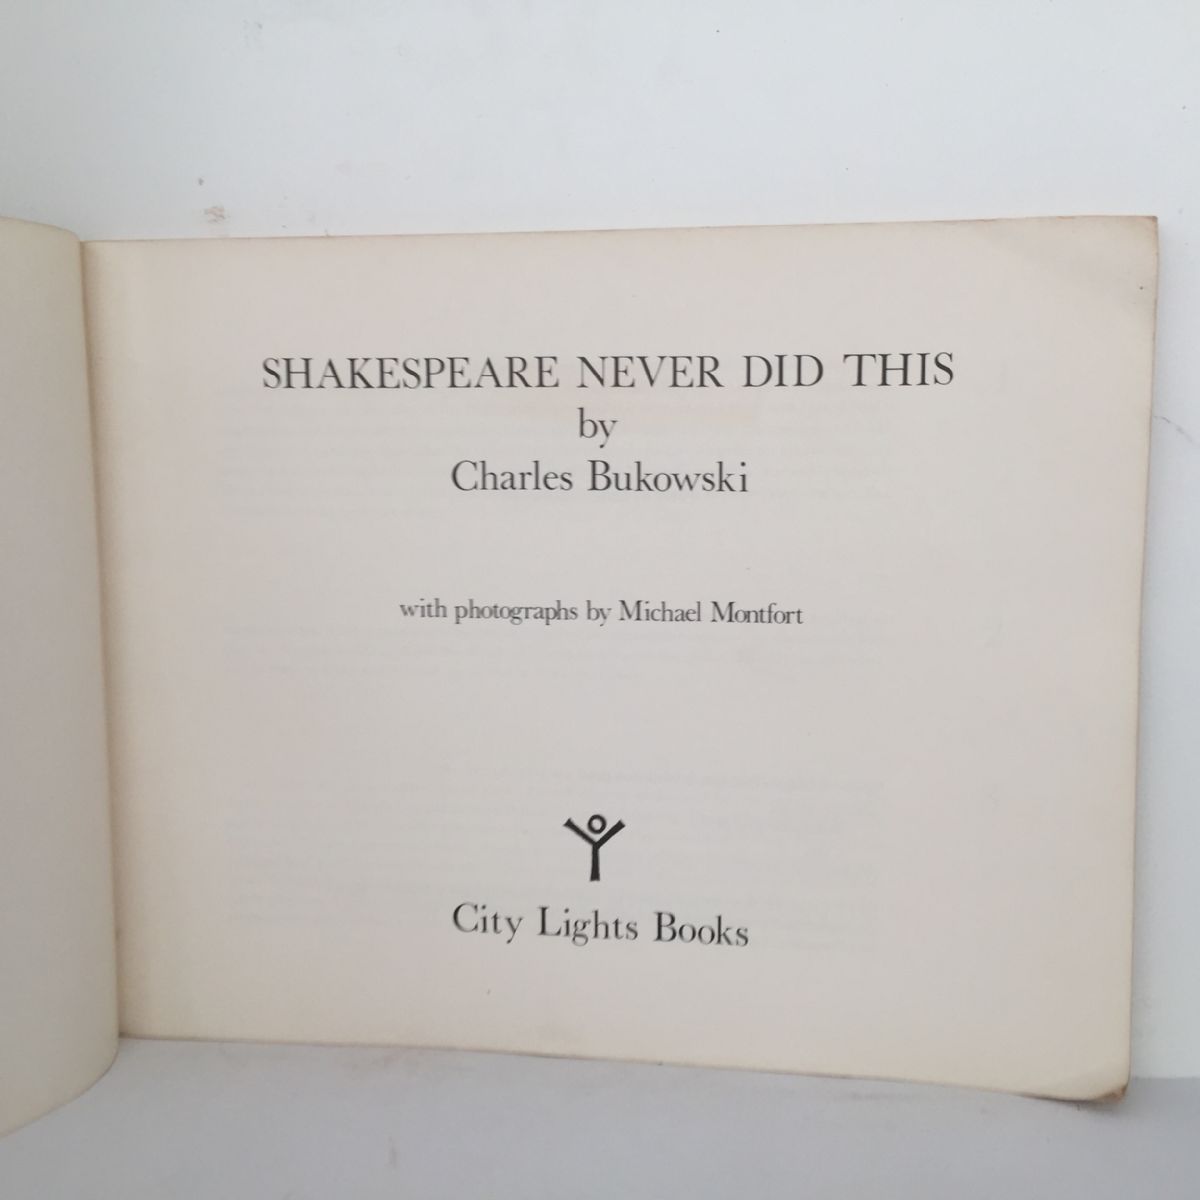 SHAKESPEARE NEVER DID THIS
by
Charles Bukowski
with photographs by Michael Montfort
City Lights Books